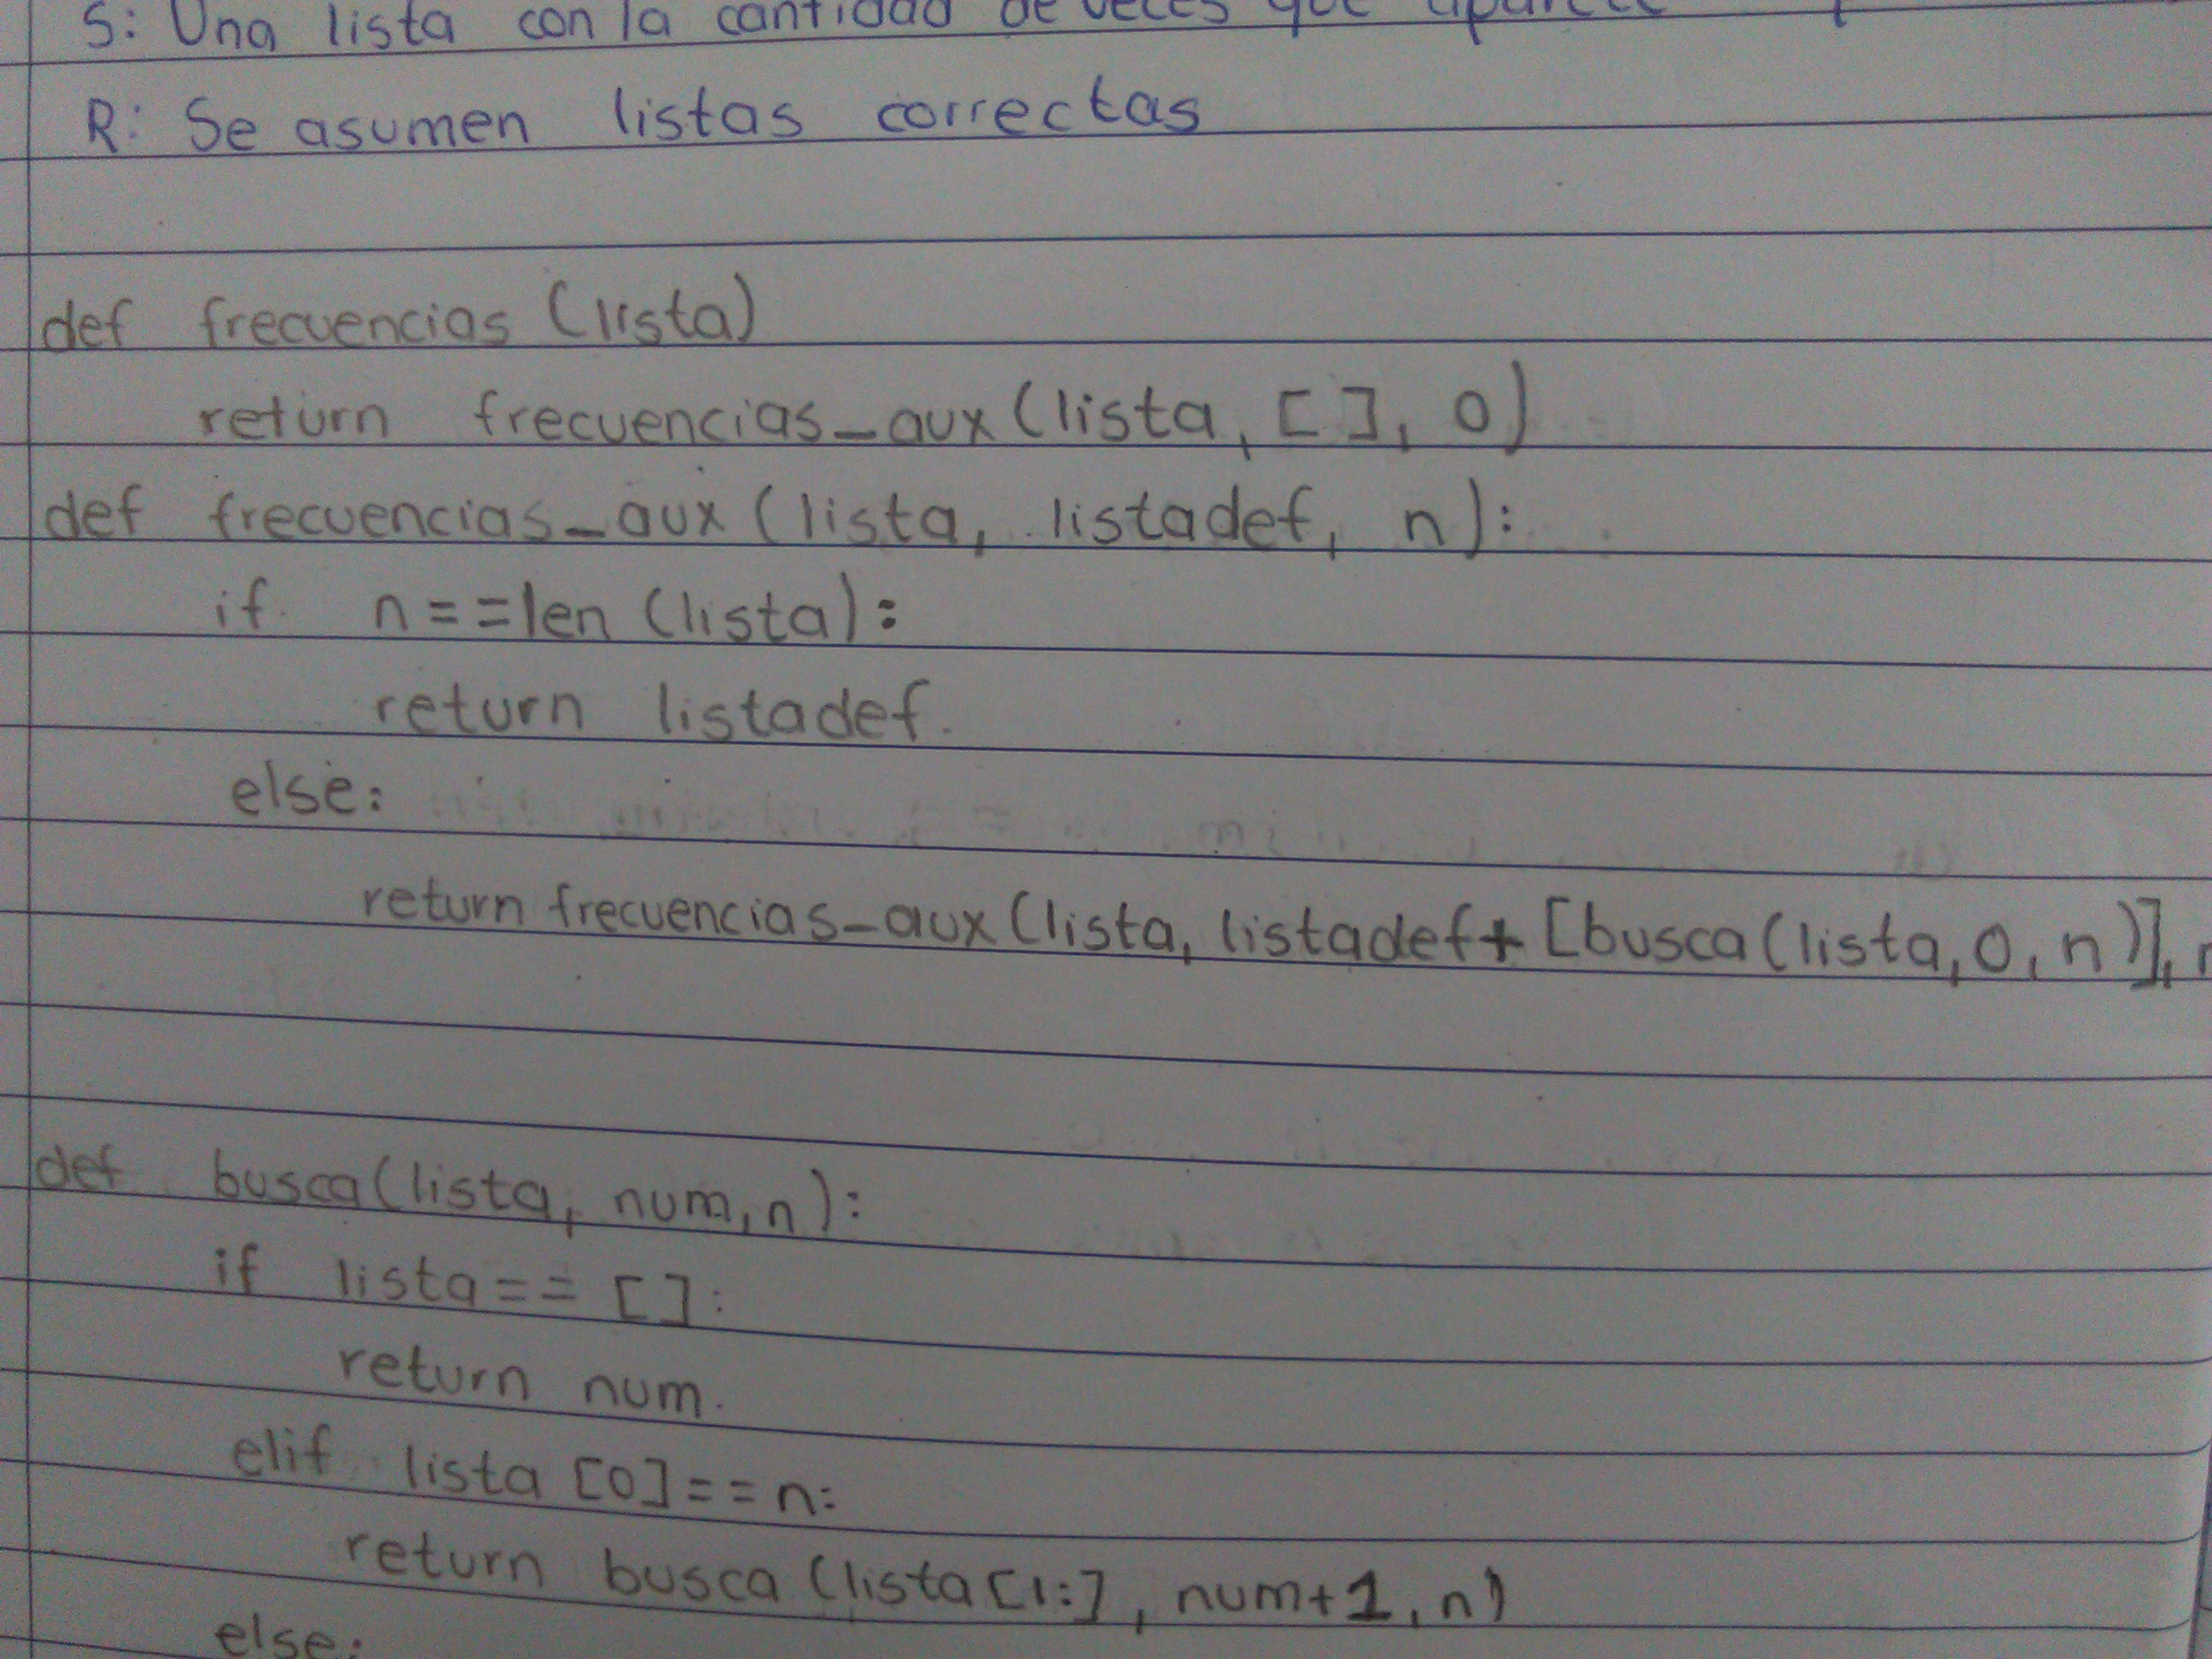 S: Una lista con la cantidad de veces que aparece
R: Se asumen listas correctas
def frecuencias (lista)
return frecuencias_aux (lista, [ ], 0)
def frecuencias_aux (lista, listadef, n):
if n==len (lista):
return listadef.
else:
return frecuencias_aux (lista, listadef+ [busca (lista, 0, n)],
def busca (lista, num, n):
if lista == [ ]:
return num.
elif lista [0]==n:
return busca (lista [1:], num+1, n)
else: